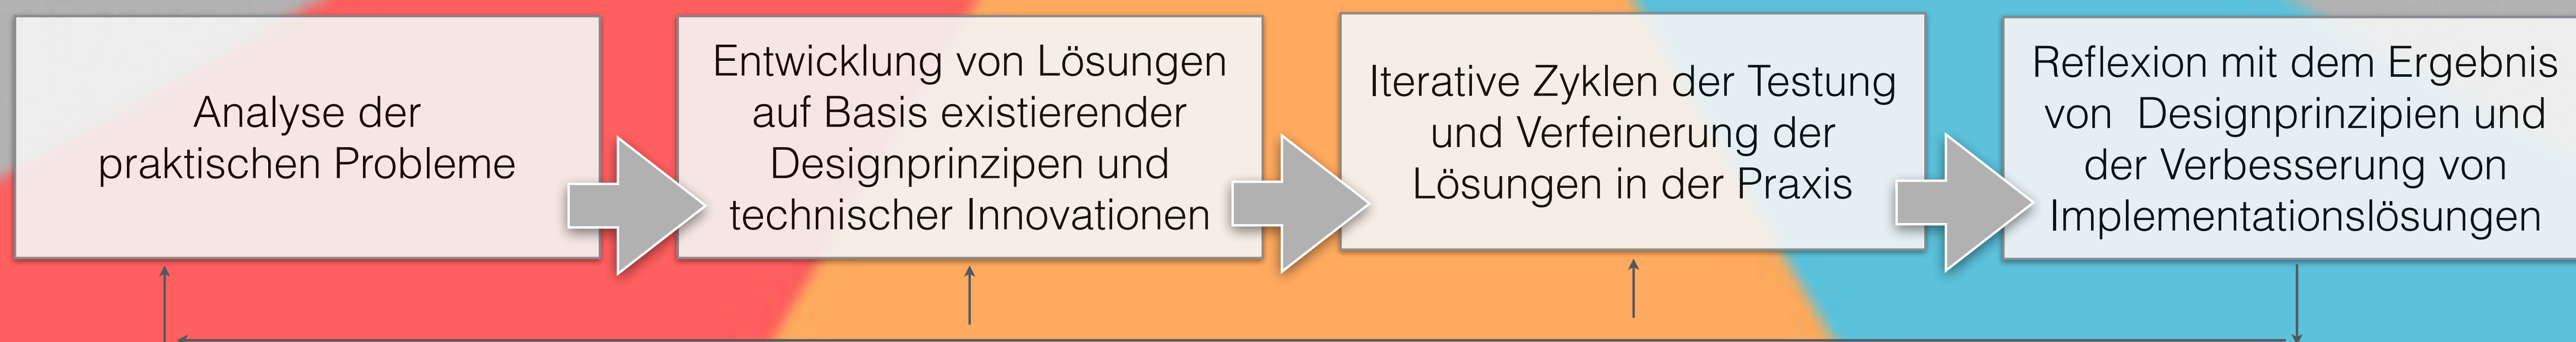 Analyse der
praktischen Probleme
Entwicklung von Lösungen
auf Basis existierender
Designprinzipen und
technischer Innovationen
Iterative Zyklen der Testung
und Verfeinerung der
Lösungen in der Praxis
Reflexion mit dem Ergebnis
von  Designprinzipien und
der Verbesserung von
Implementationslösungen